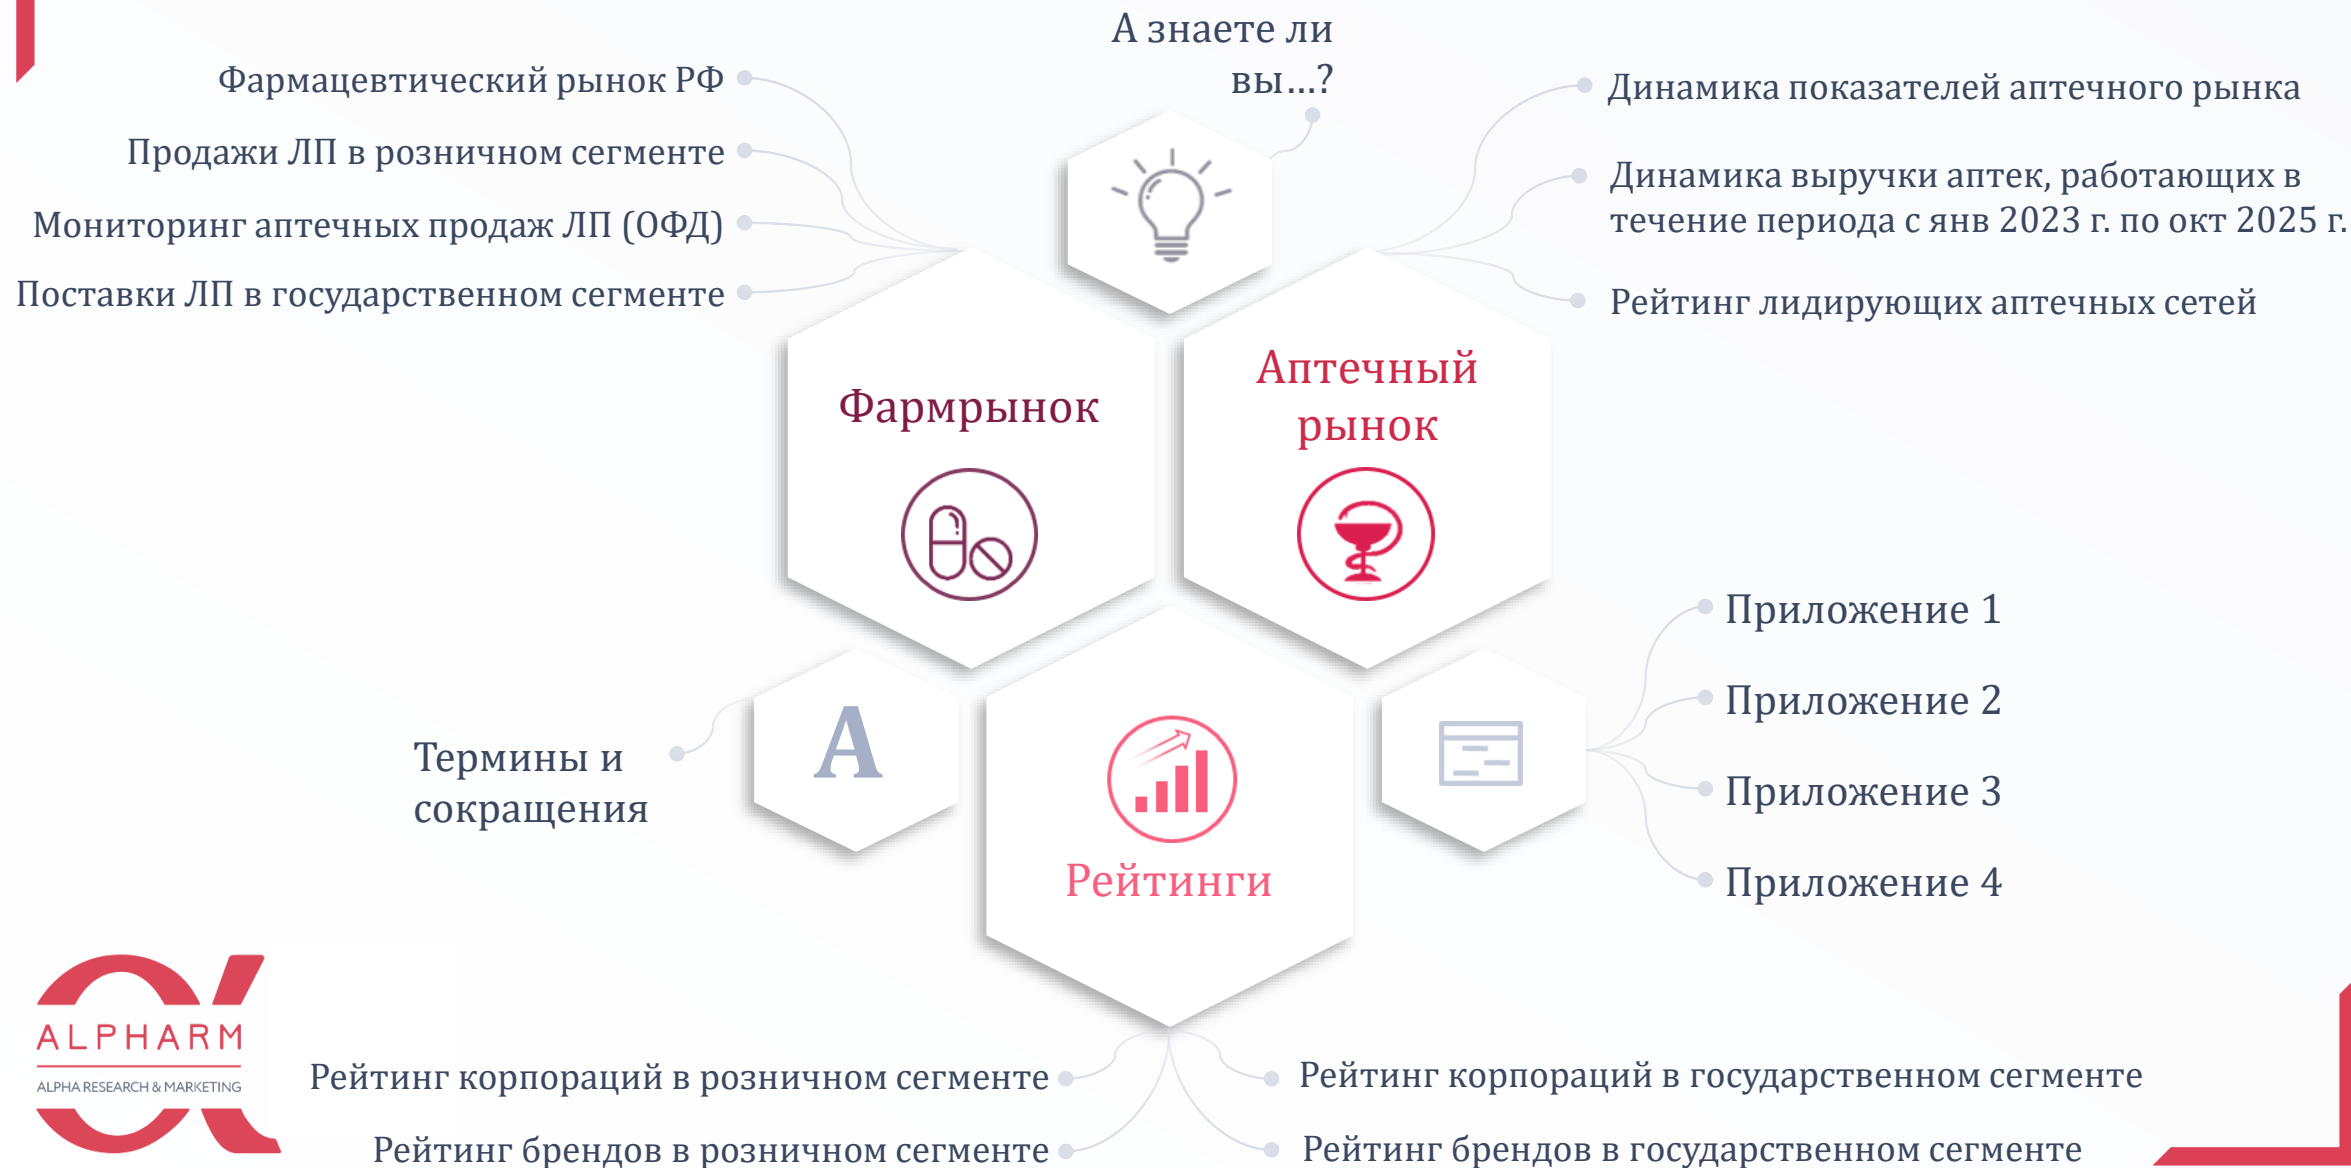 А знаете ли
вы...?
Фармацевтический рынок РФ
Продажи ЛП в розничном сегменте
Мониторинг аптечных продаж ЛП (ОФД)
Поставки ЛП в государственном сегменте
Динамика показателей аптечного рынка
Динамика выручки аптек, работающих в
течение периода с янв 2023 г. по окт 2025 г.
Рейтинг лидирующих аптечных сетей
Фармрынок
Аптечный
рынок
Приложение 1
Приложение 2
Приложение 3
Приложение 4
Термины и
сокращения
А
Рейтинги
ALPHARM
ALPHA RESEARCH & MARKETING
Рейтинг корпораций в розничном сегменте
Рейтинг брендов в розничном сегменте
Рейтинг корпораций в государственном сегменте
Рейтинг брендов в государственном сегменте